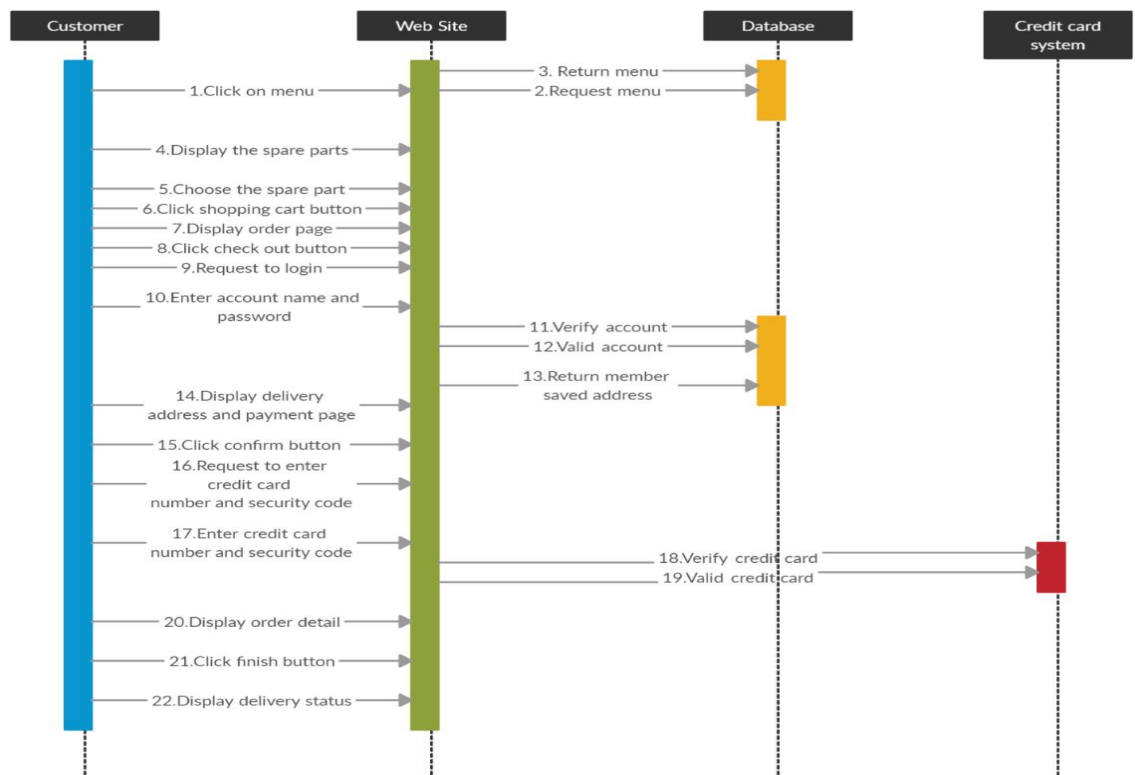 Customer
Web Site
Database
Credit card
system
3. Return menu
1.Click on menu
2.Request menu
4.Display the spare parts
5.Choose the spare part
6.Click shopping cart button
7.Display order page
8.Click check out button
9.Request to login
10.Enter account name and
password
11.Verify account
12.Valid account
13.Return member
saved address
14.Display delivery
address and payment page
15.Click confirm button
16.Request to enter
credit card
number and security code
17.Enter credit card
number and security code
18.Verify credit card
19.Valid credit card
20.Display order detail
21.Click finish button
22.Display delivery status